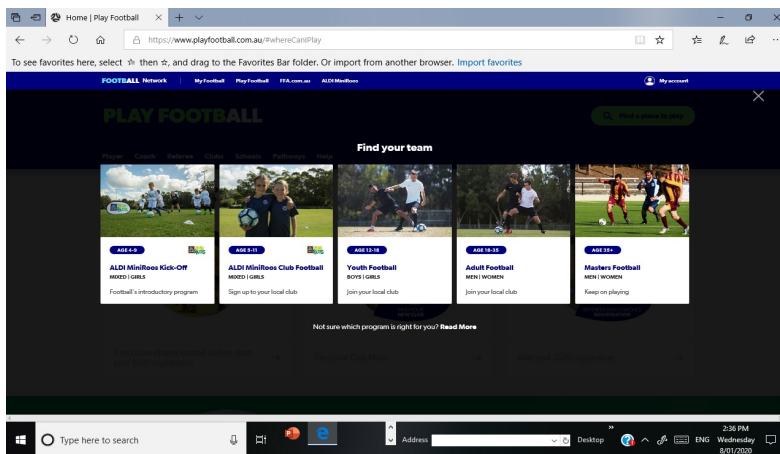 Home | Play Football
https://www.playfootball.com.au/#whereCanIPlay
To see favorites here, select then ☆, and drag to the Favorites Bar folder. Or import from another browser. Import favorites
FOOTBALL Network | My Football Play Football FFA.com.au ALDI MiniRoos My account
PLAY FOOTBALL
Find a place to play
Player Coach Referee Clubs Schools Pathways Help
Find your team
AGE 4-9
ALDI MiniRoos Kick-Off
MIXED | GIRLS
Football's introductory program
AGE 5-11
ALDI MiniRoos Club Football
MIXED | GIRLS
Sign up to your local club
AGE 12-18
Youth Football
BOYS | GIRLS
Join your local club
AGE 18-35
Adult Football
MEN | WOMEN
Join your local club
AGE 35+
Masters Football
MEN | WOMEN
Keep on playing
Not sure which program is right for you? Read More
Type here to search
Address
Desktop
ENG
2:36 PM
Wednesday
8/01/2020